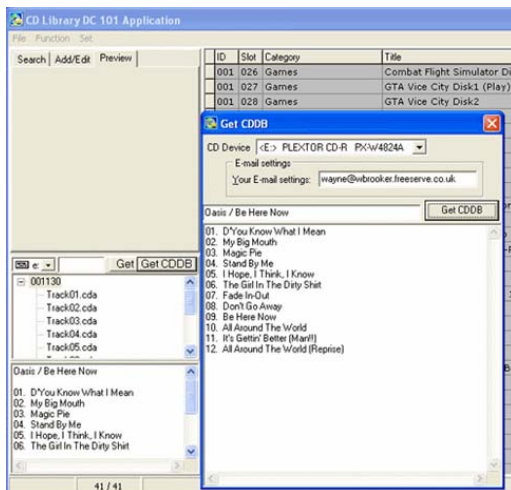 CD Library DC 101 Application
File Function Set
Search Add/Edit Preview
ID Slot Category Title
001 026 Games Combat Flight Simulator Di
001 027 Games GTA Vice City Disk1 (Play)
001 028 Games GTA Vice City Disk2
Get CDDB
CD Device <E:> PLEXTOR CD-R PX-W4824A
E-mail settings
Your E-mail settings: wayne@wbrooker.freeserve.co.uk
Oasis / Be Here Now Get CDDB
01. D'You Know What I Mean
02. My Big Mouth
03. Magic Pie
04. Stand By Me
05. I Hope, I Think, I Know
06. The Girl In The Dirty Shirt
07. Fade In-Out
08. Don't Go Away
09. Be Here Now
10. All Around The World
11. It's Gettin' Better (Man!!)
12. All Around The World (Reprise)
e: Get Get CDDB
001130
Track01.cda
Track02.cda
Track03.cda
Track04.cda
Track05.cda
Oasis / Be Here Now
01. D'You Know What I Mean
02. My Big Mouth
03. Magic Pie
04. Stand By Me
05. I Hope, I Think, I Know
06. The Girl In The Dirty Shirt
41 / 41